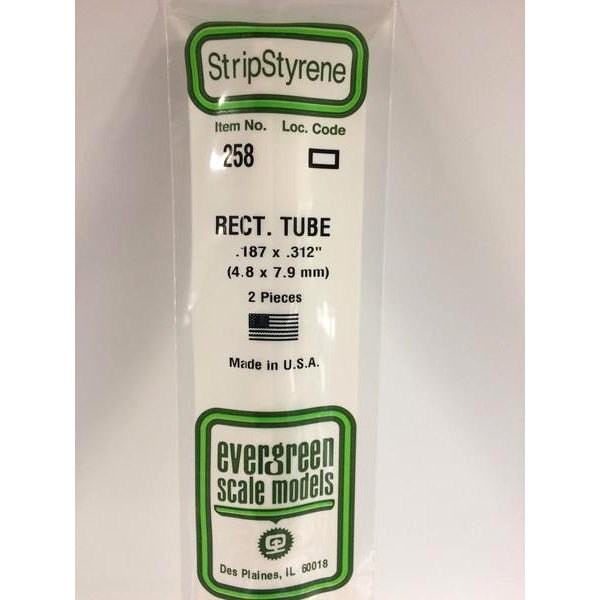 StripStyrene
Item No. Loc. Code
258
RECT. TUBE
.187 x .312"
(4.8 x 7.9 mm)
2 Pieces
Made in U.S.A.
evergreen
scale models
Des Plaines, IL 60018